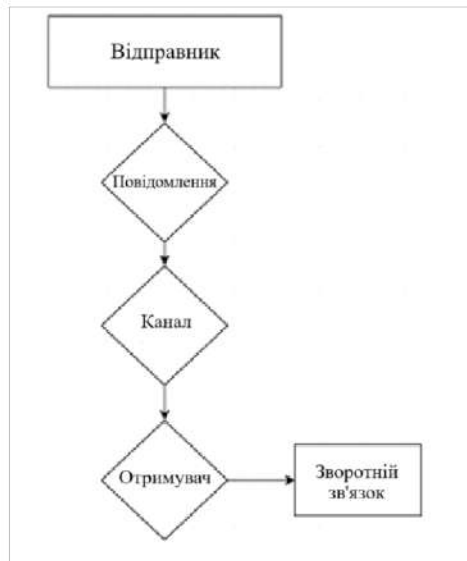 Відправник
Повідомлення
Канал
Отримувач
Зворотній
зв'язок